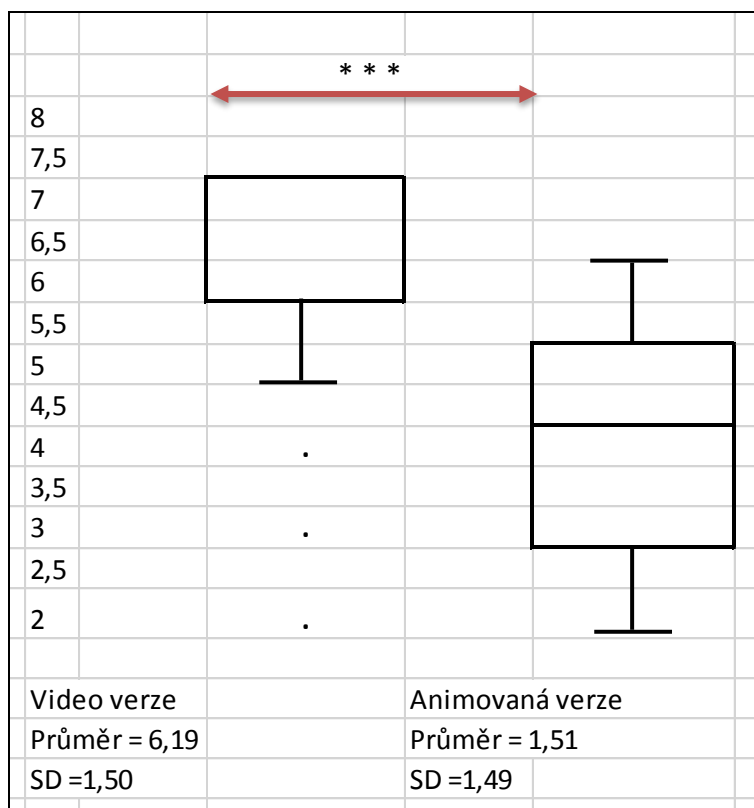 * * *
8
7,5
7
6,5
6
5,5
5
4,5
4
3,5
3
2,5
2
Video verze
Animovaná verze
Průměr = 6,19
Průměr = 1,51
SD =1,50
SD =1,49